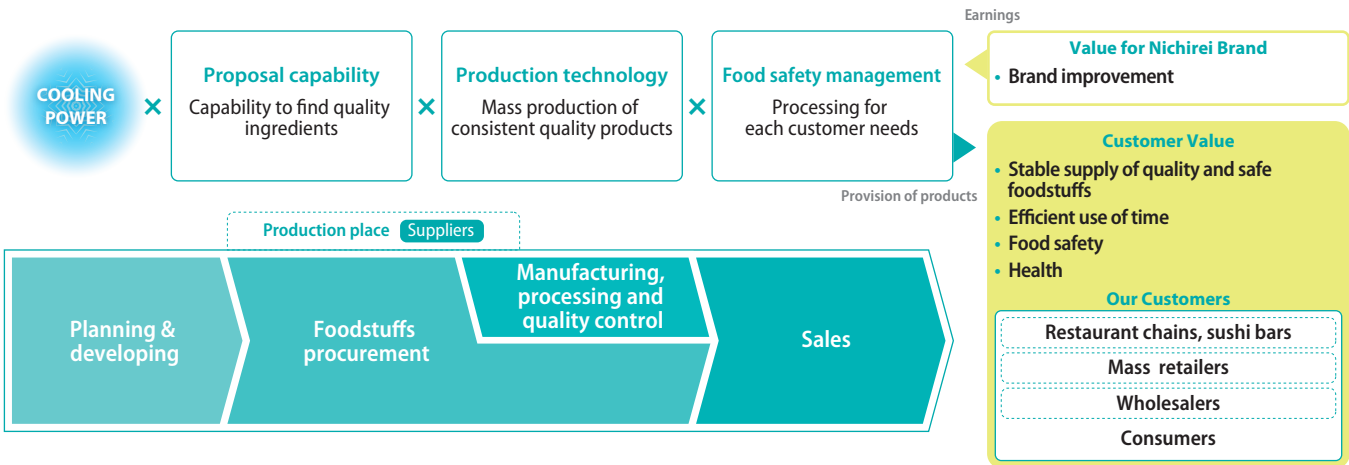 Earnings
COOLING
POWER
×
Proposal capability
Capability to find quality
ingredients
×
Production technology
Mass production of
consistent quality products
×
Food safety management
Processing for
each customer needs
Value for Nichirei Brand
• Brand improvement
Provision of products
Customer Value
• Stable supply of quality and safe
foodstuffs
• Efficient use of time
• Food safety
• Health
Our Customers
Restaurant chains, sushi bars
Mass retailers
Wholesalers
Consumers
Production place Suppliers
Planning &
developing
Foodstuffs
procurement
Manufacturing,
processing and
quality control
Sales